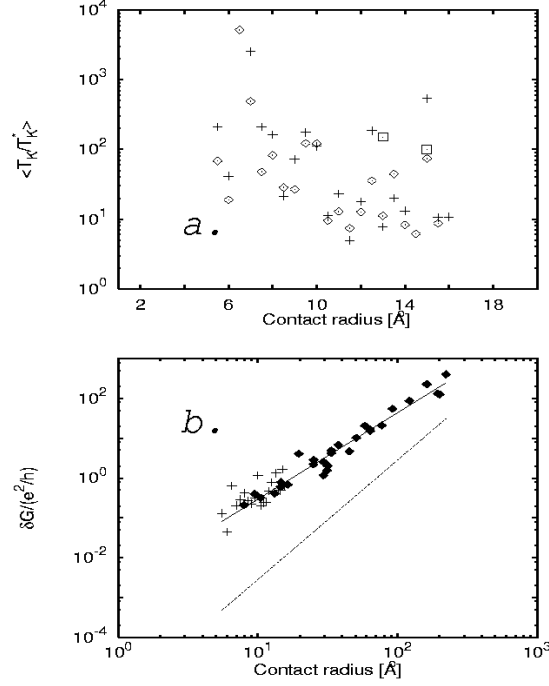 10⁴
10³
10²
10¹
10⁰
<T_K/T_K^*>
a.
2 6 10 14 18
Contact radius [Å]
10²
10⁰
10⁻²
10⁻⁴
δG/(e²/h)
b.
10⁰ 10¹ 10² 10³
Contact radius [Å]